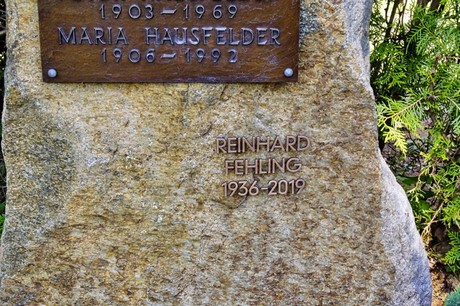 1903-1969
MARIA HAUSFELDER
1906-1992
REINHARD
FEHLING
1936-2019